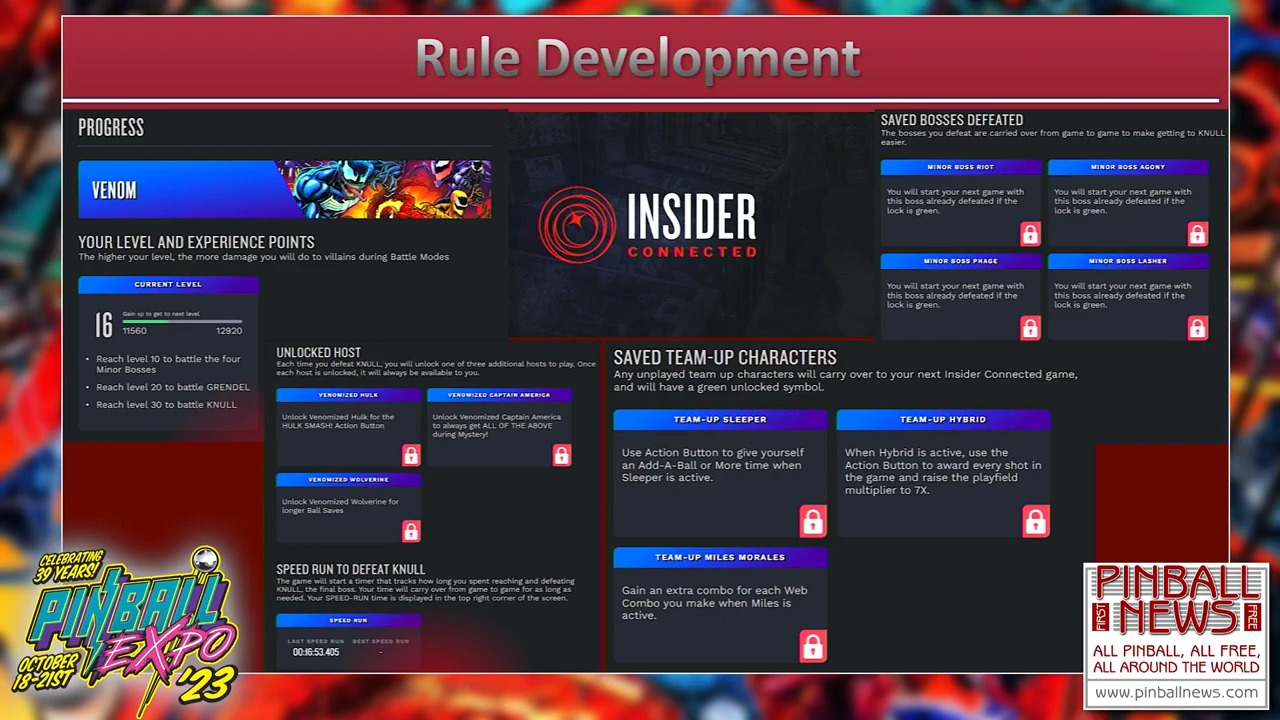 Rule Development
PROGRESS
VENOM
YOUR LEVEL AND EXPERIENCE POINTS
The higher your level, the more damage you will do to villains during Battle Modes
CURRENT LEVEL
16
Gain xp to get to next level
11560 12920
• Reach level 10 to battle the four
Minor Bosses
• Reach level 20 to battle GRENDEL
• Reach level 30 to battle KNULL
INSIDER
CONNECTED
SAVED BOSSES DEFEATED
The bosses you defeat are carried over from game to game to make getting to KNULL
easier.
MINOR BOSS RIOT
You will start your next game with
this boss already defeated if the
lock is green.
MINOR BOSS AGONY
You will start your next game with
this boss already defeated if the
lock is green.
MINOR BOSS PHAGE
You will start your next game with
this boss already defeated if the
lock is green.
MINOR BOSS LASHER
You will start your next game with
this boss already defeated if the
lock is green.
UNLOCKED HOST
Each time you defeat KNULL, you will unlock one of three additional hosts to play. Once
each host is unlocked, it will always be available to you.
VENOMIZED HULK
Unlock Venomized Hulk for the
HULK SMASH! Action Button
VENOMIZED CAPTAIN AMERICA
Unlock Venomized Captain America
to always get ALL OF THE ABOVE
during Mystery!
VENOMIZED WOLVERINE
Unlock Venomized Wolverine for
longer Ball Saves
SPEED RUN TO DEFEAT KNULL
The game will start a timer that tracks how long you spent reaching and defeating
KNULL, the final boss. Your time will carry over from game to game for as long as
needed. Your SPEED-RUN time is displayed in the top right corner of the screen.
SPEED RUN
LAST SPEED RUN BEST SPEED RUN
00:16:53.405 -
SAVED TEAM-UP CHARACTERS
Any unplayed team up characters will carry over to your next Insider Connected game,
and will have a green unlocked symbol.
TEAM-UP SLEEPER
Use Action Button to give yourself
an Add-A-Ball or More time when
Sleeper is active.
TEAM-UP HYBRID
When Hybrid is active, use the
Action Button to award every shot in
the game and raise the playfield
multiplier to 7X.
TEAM-UP MILES MORALES
Gain an extra combo for each Web
Combo you make when Miles is
active.
CELEBRATING
39 YEARS!
PINBALL
EXPO
OCTOBER
18-21ST
'23
PINBALL
FIRST NEWS FREE
ALL PINBALL, ALL FREE,
ALL AROUND THE WORLD
www.pinballnews.com